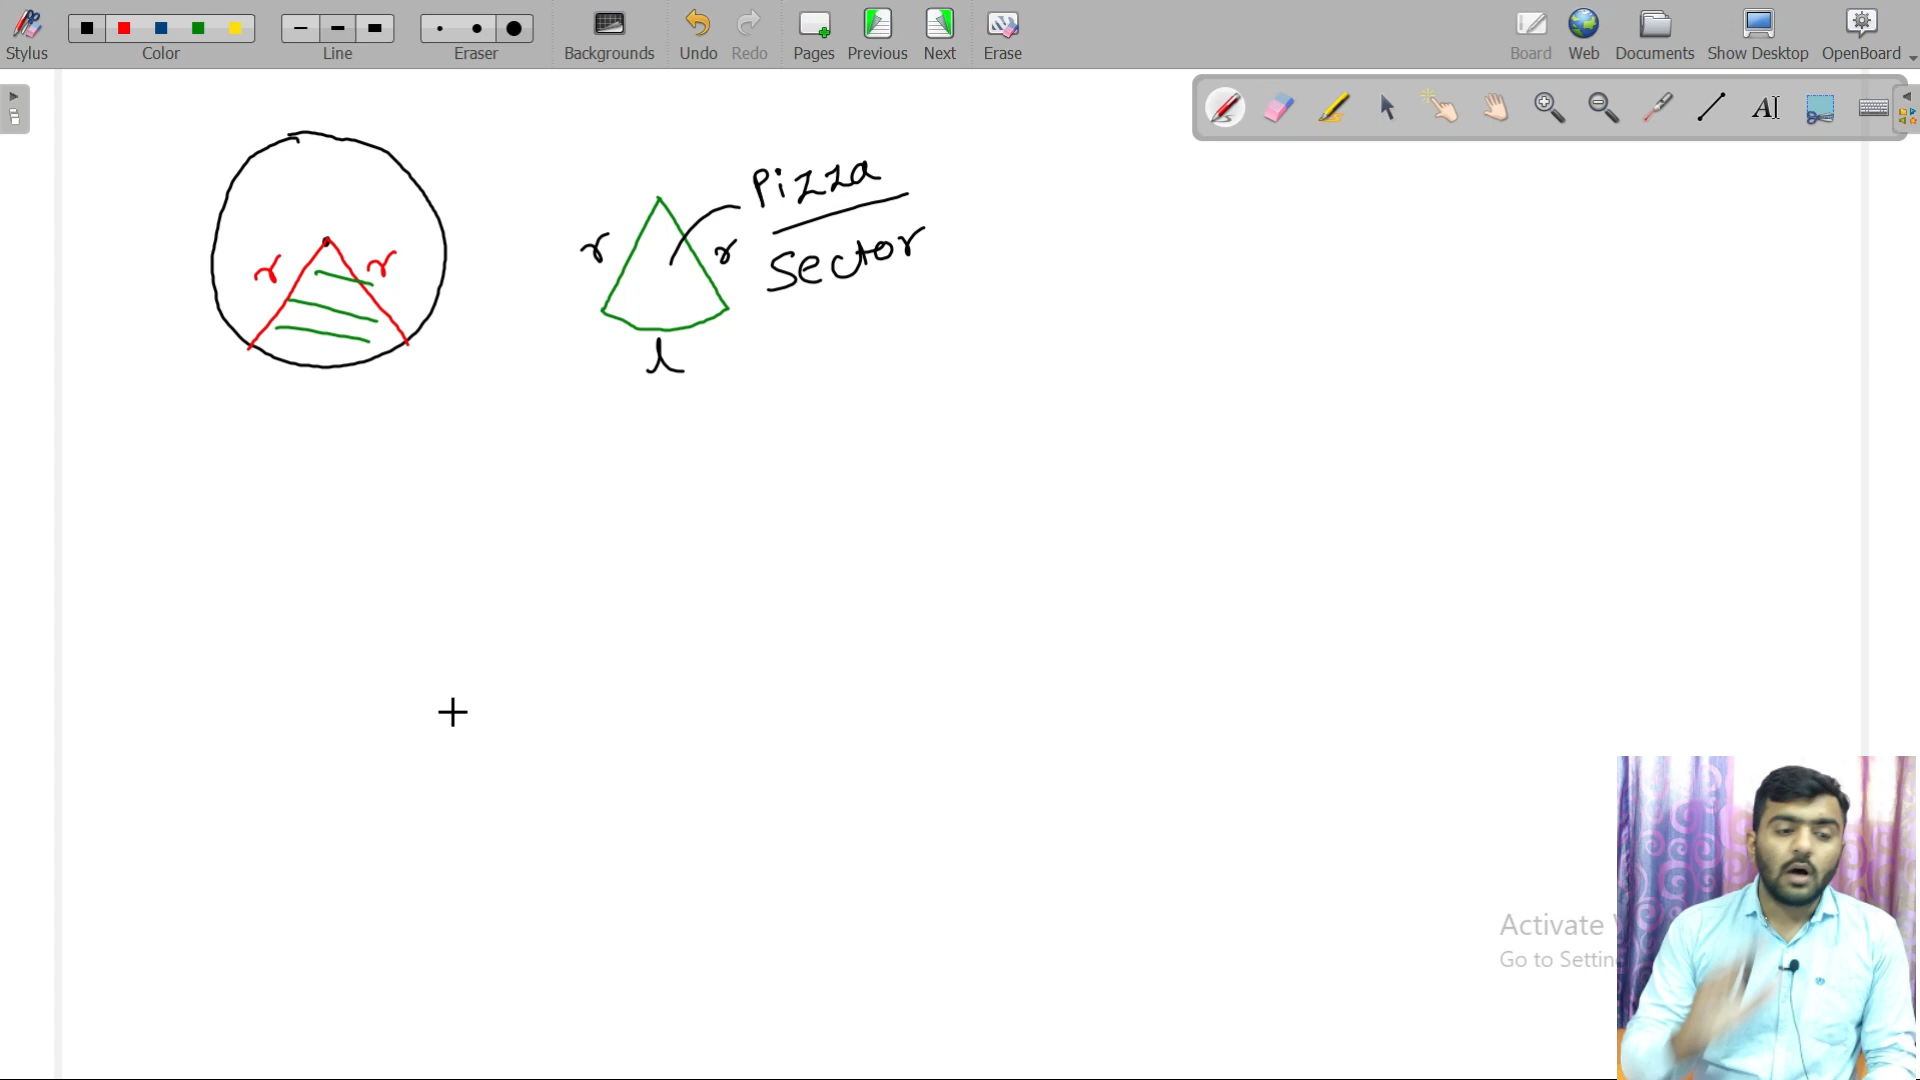 Stylus Color Line Eraser Backgrounds Undo Redo Pages Previous Next Erase Board Web Documents Show Desktop OpenBoard
Pizza
Sector
r r
r r
l
Activate
Go to Settin